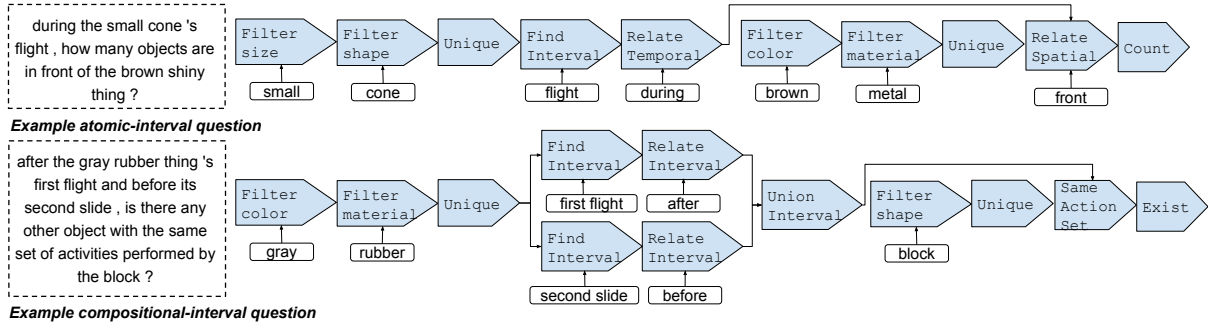 during the small cone 's
flight , how many objects are
in front of the brown shiny
thing ?
Filter size
small
Filter shape
cone
Unique
Find Interval
flight
Relate Temporal
during
Filter color
brown
Filter material
metal
Unique
Relate Spatial
front
Count
Example atomic-interval question
after the gray rubber thing 's
first flight and before its
second slide , is there any
other object with the same
set of activities performed by
the block ?
Filter color
gray
Filter material
rubber
Unique
Find Interval
first flight
Relate Interval
after
Find Interval
second slide
Relate Interval
before
Union Interval
Filter shape
block
Unique
Same Action Set
Exist
Example compositional-interval question